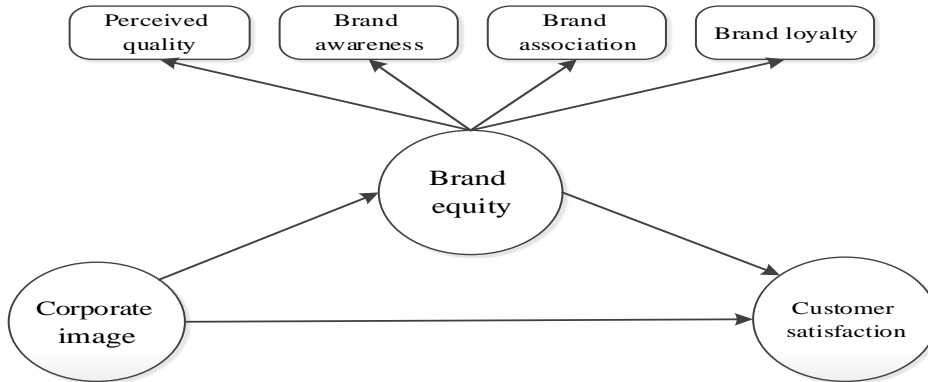 Perceived
quality
Brand
awareness
Brand
association
Brand loyalty
Brand
equity
Corporate
image
Customer
satisfaction